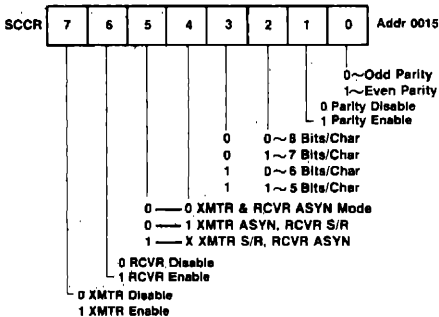 SCCR 7 6 5 4 3 2 1 0 Addr 0015
0~Odd Parity
1~Even Parity
0 Parity Disable
1 Parity Enable
0 0~8 Bits/Char
0 1~7 Bits/Char
1 0~6 Bits/Char
1 1~5 Bits/Char
0 0 XMTR & RCVR ASYN Mode
0 1 XMTR ASYN, RCVR S/R
1 X XMTR S/R, RCVR ASYN
0 RCVR Disable
1 RCVR Enable
0 XMTR Disable
1 XMTR Enable